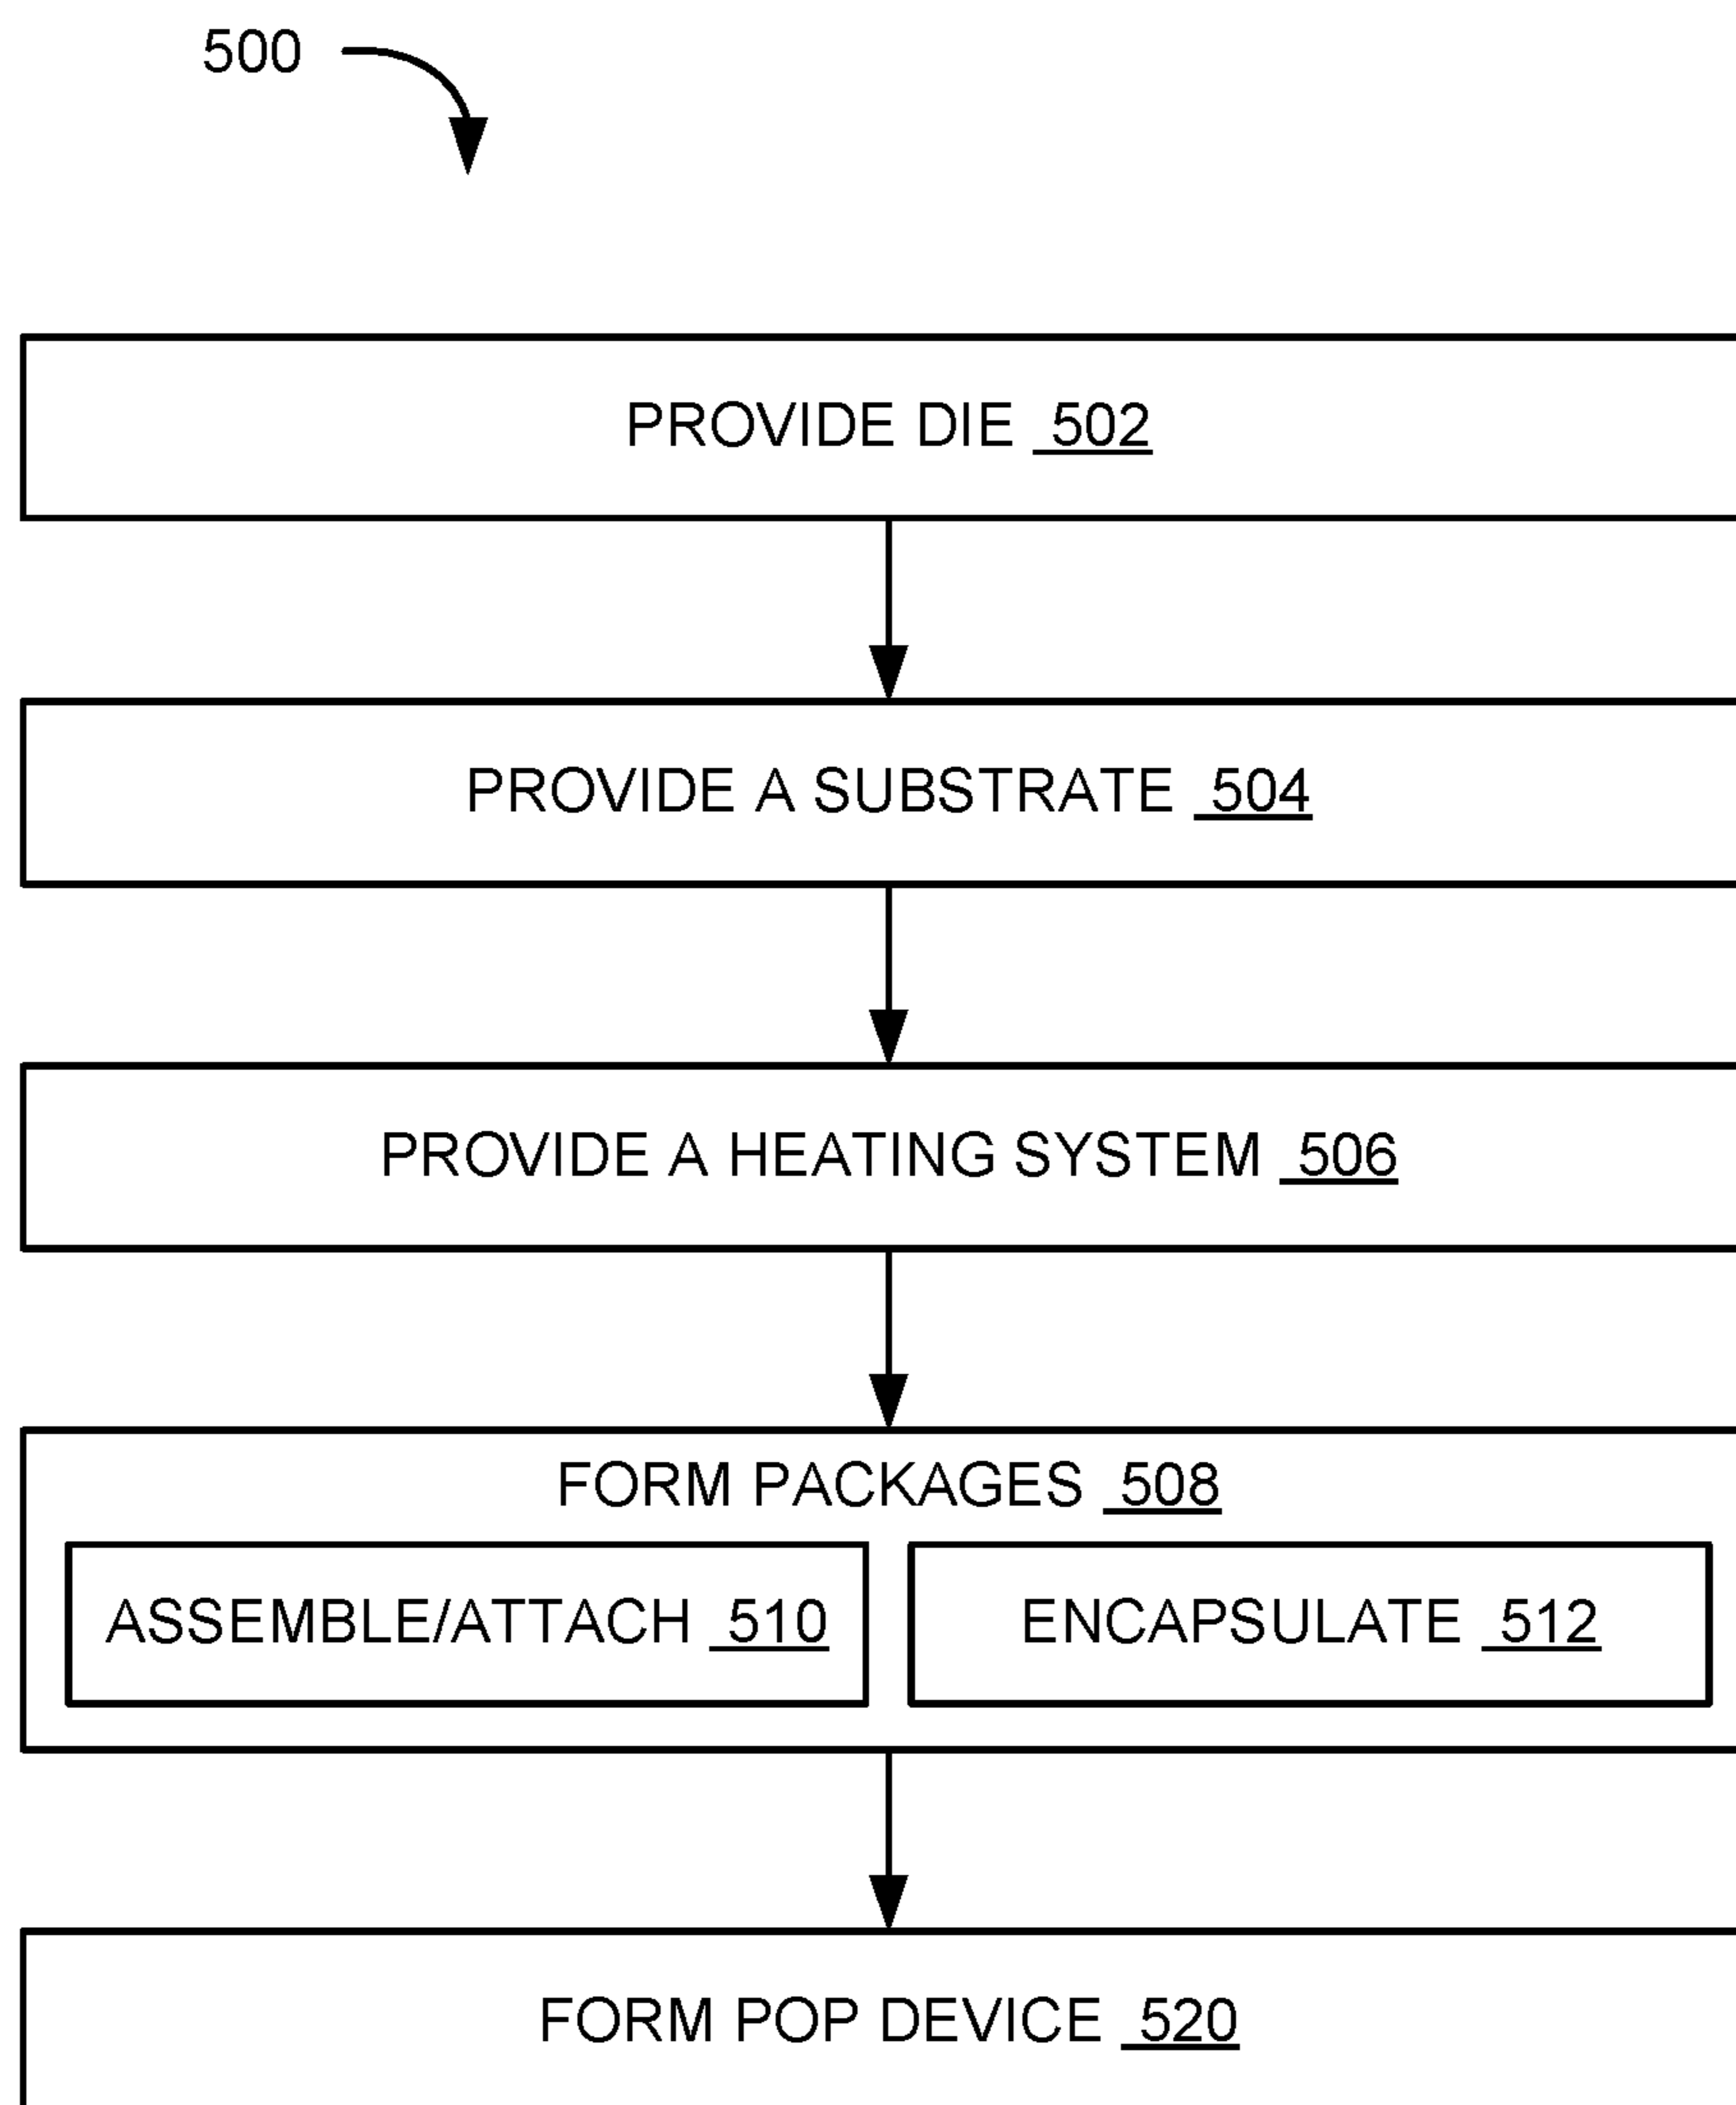 500
PROVIDE DIE 502
PROVIDE A SUBSTRATE 504
PROVIDE A HEATING SYSTEM 506
FORM PACKAGES 508
ASSEMBLE/ATTACH 510
ENCAPSULATE 512
FORM POP DEVICE 520